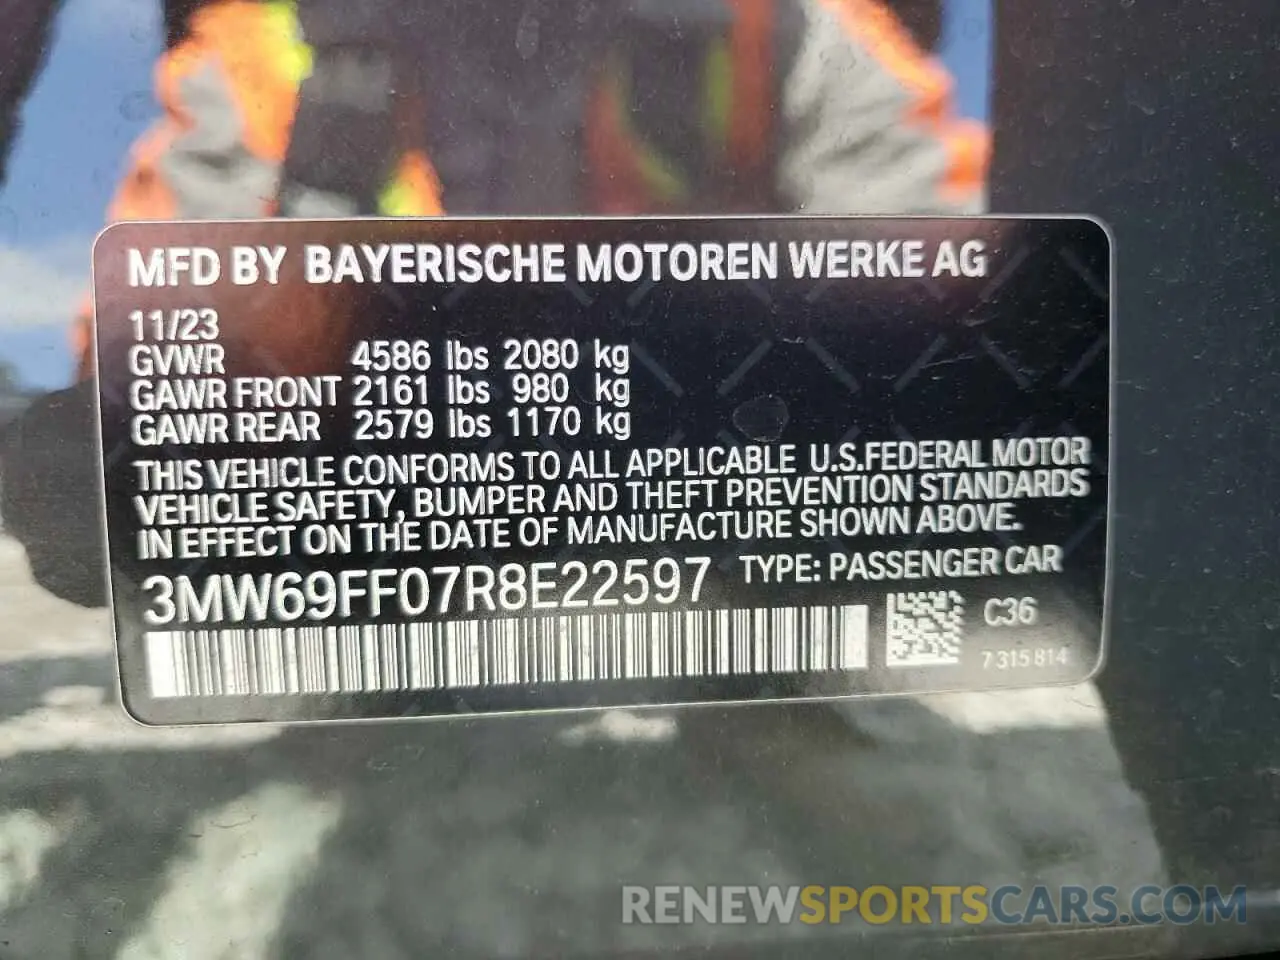 MFD BY BAYERISCHE MOTOREN WERKE AG
11/23
GVWR 4586 lbs 2080 kg
GAWR FRONT 2161 lbs 980 kg
GAWR REAR 2579 lbs 1170 kg
THIS VEHICLE CONFORMS TO ALL APPLICABLE U.S.FEDERAL MOTOR
VEHICLE SAFETY, BUMPER AND THEFT PREVENTION STANDARDS
IN EFFECT ON THE DATE OF MANUFACTURE SHOWN ABOVE.
3MW69FF07R8E22597 TYPE: PASSENGER CAR
C36
7315814
RENEWSPORTSCARS.COM